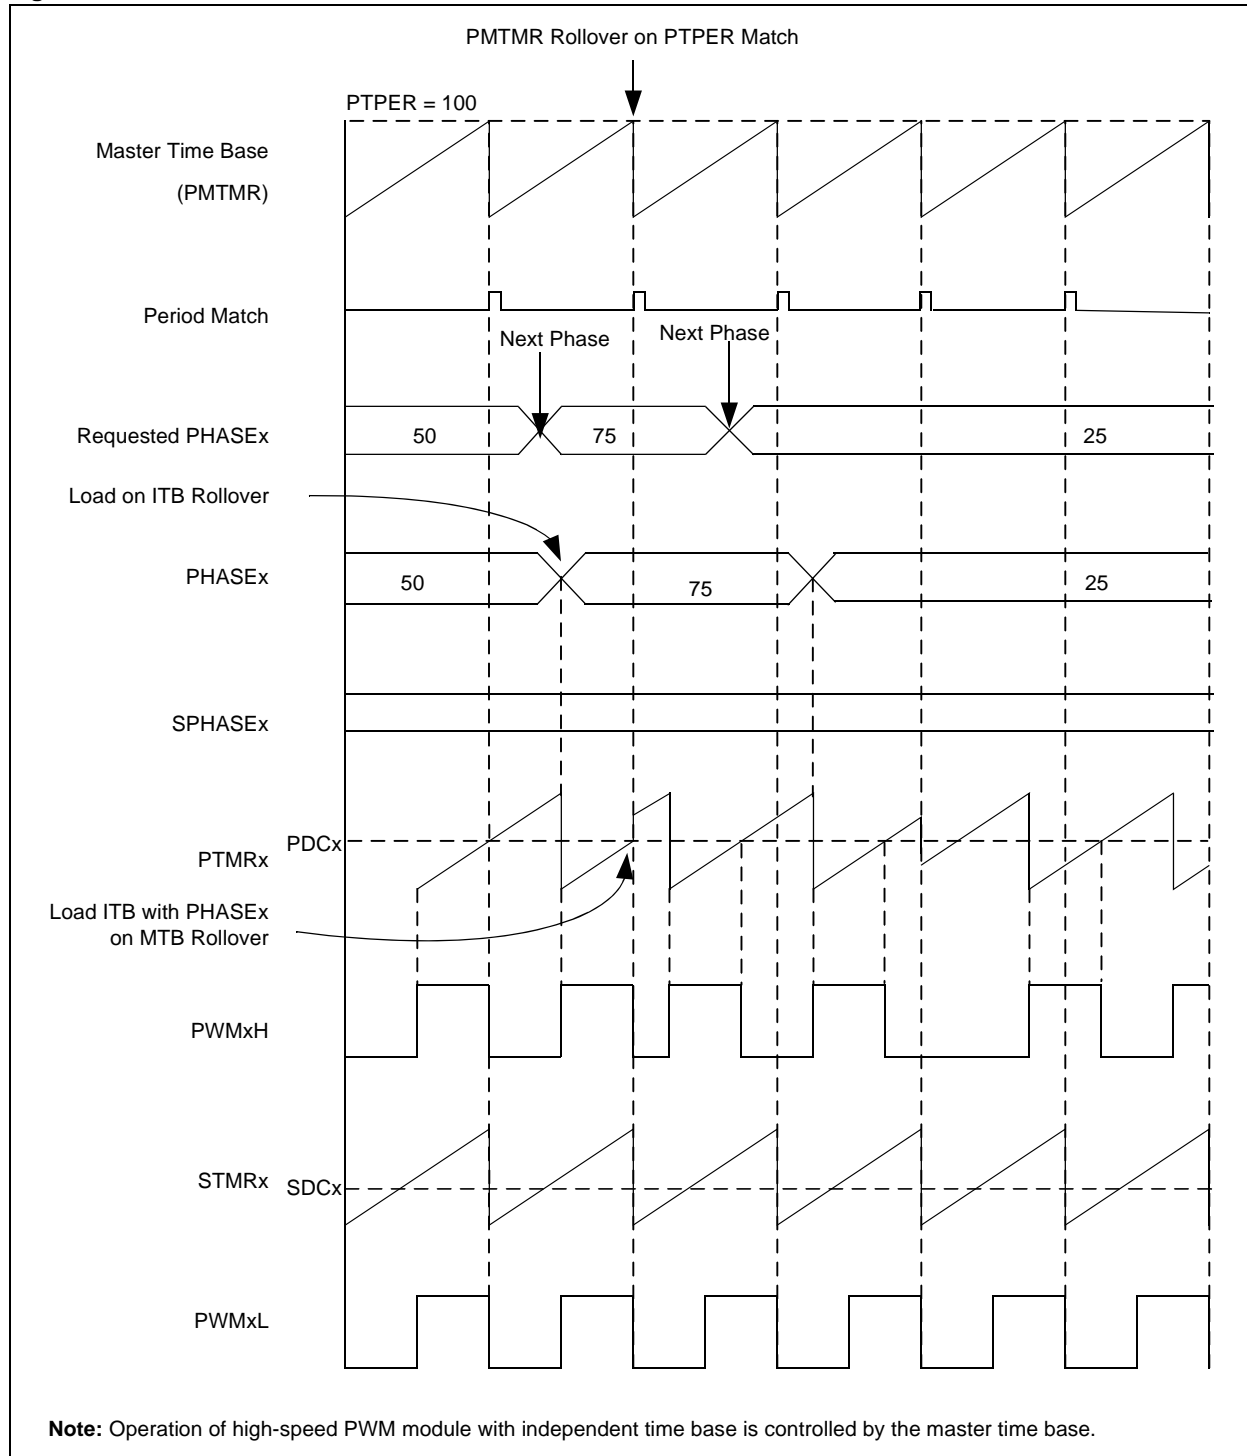 PMTMR Rollover on PTPER Match
PTPER = 100
Master Time Base
(PMTMR)
Period Match
Next Phase
Next Phase
Requested PHASEx
50
75
25
Load on ITB Rollover
PHASEx
50
75
25
SPHASEx
PDCx
PTMRx
Load ITB with PHASEx
on MTB Rollover
PWMxH
STMRx
SDCx
PWMxL
Note: Operation of high-speed PWM module with independent time base is controlled by the master time base.